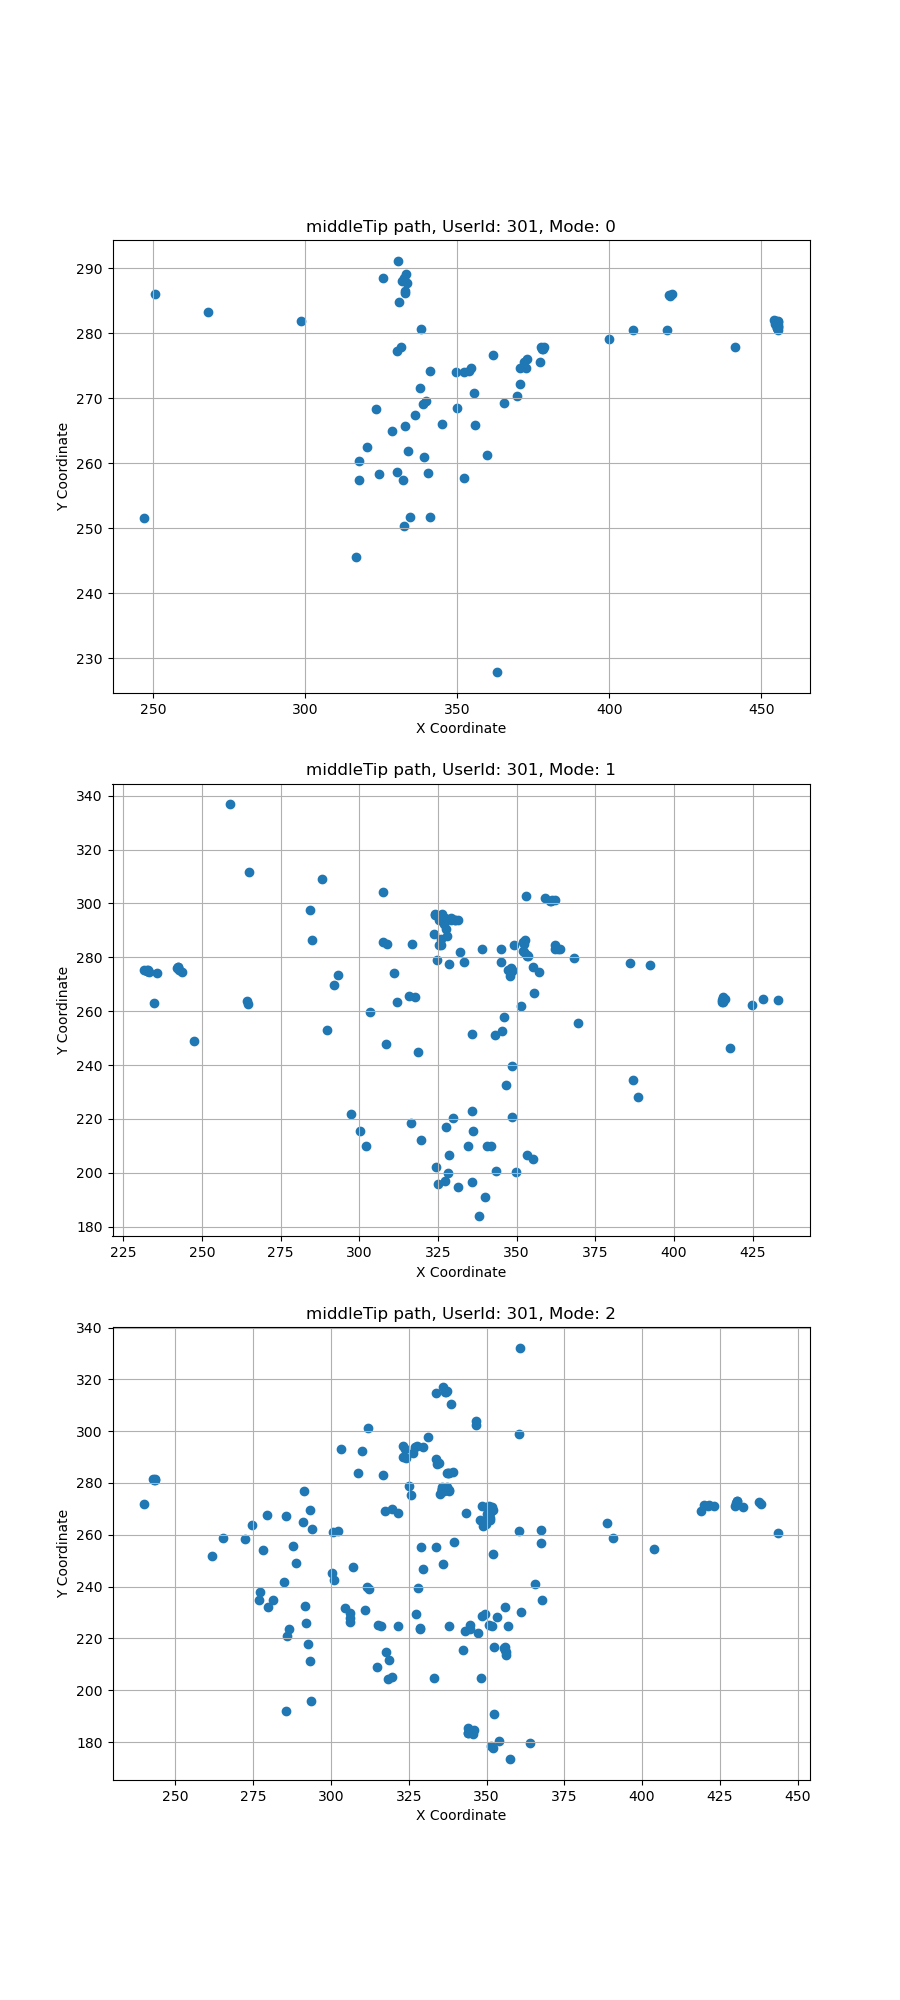 middleTip path, UserId: 301, Mode: 0
290
280
270
260
250
240
230
Y Coordinate
250 300 350 400 450
X Coordinate
middleTip path, UserId: 301, Mode: 1
340
320
300
280
260
240
220
200
180
Y Coordinate
225 250 275 300 325 350 375 400 425
X Coordinate
middleTip path, UserId: 301, Mode: 2
340
320
300
280
260
240
220
200
180
Y Coordinate
250 275 300 325 350 375 400 425 450
X Coordinate